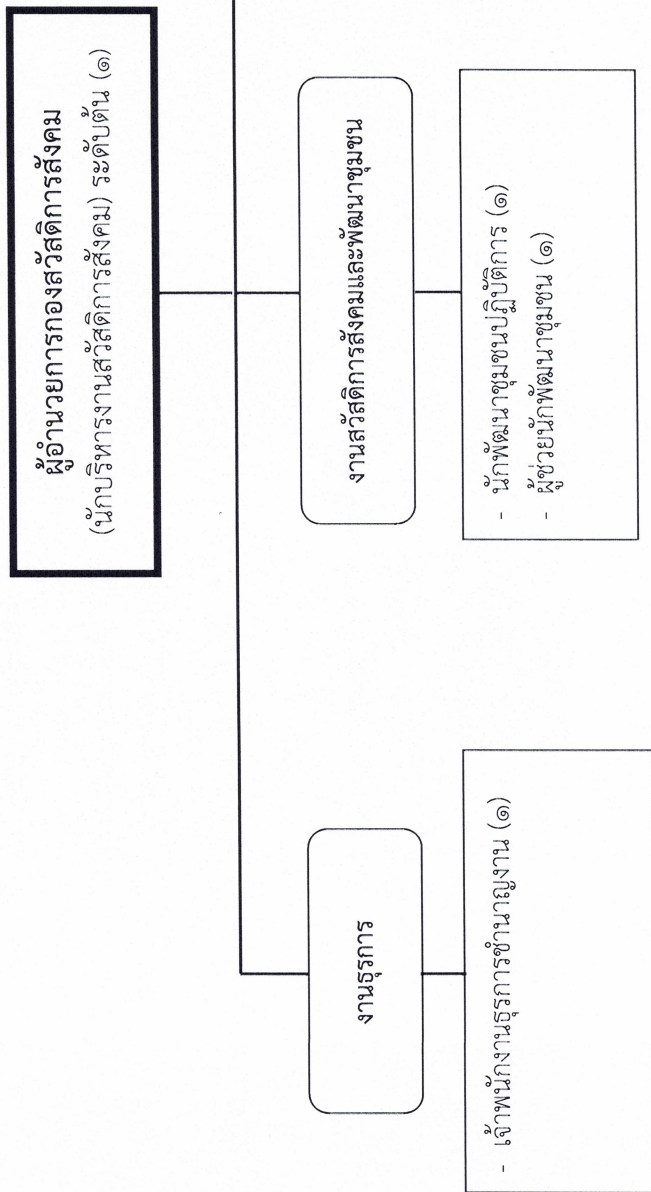 ผู้อำนวยการกองสวัสดิการสังคม
(นักบริหารงานสวัสดิการสังคม) ระดับต้น (๑)
งานธุรการ
- เจ้าพนักงานธุรการชำนาญงาน (๑)
งานสวัสดิการสังคมและพัฒนาชุมชน
- นักพัฒนาชุมชนปฏิบัติการ (๑)
- ผู้ช่วยนักพัฒนาชุมชน (๑)